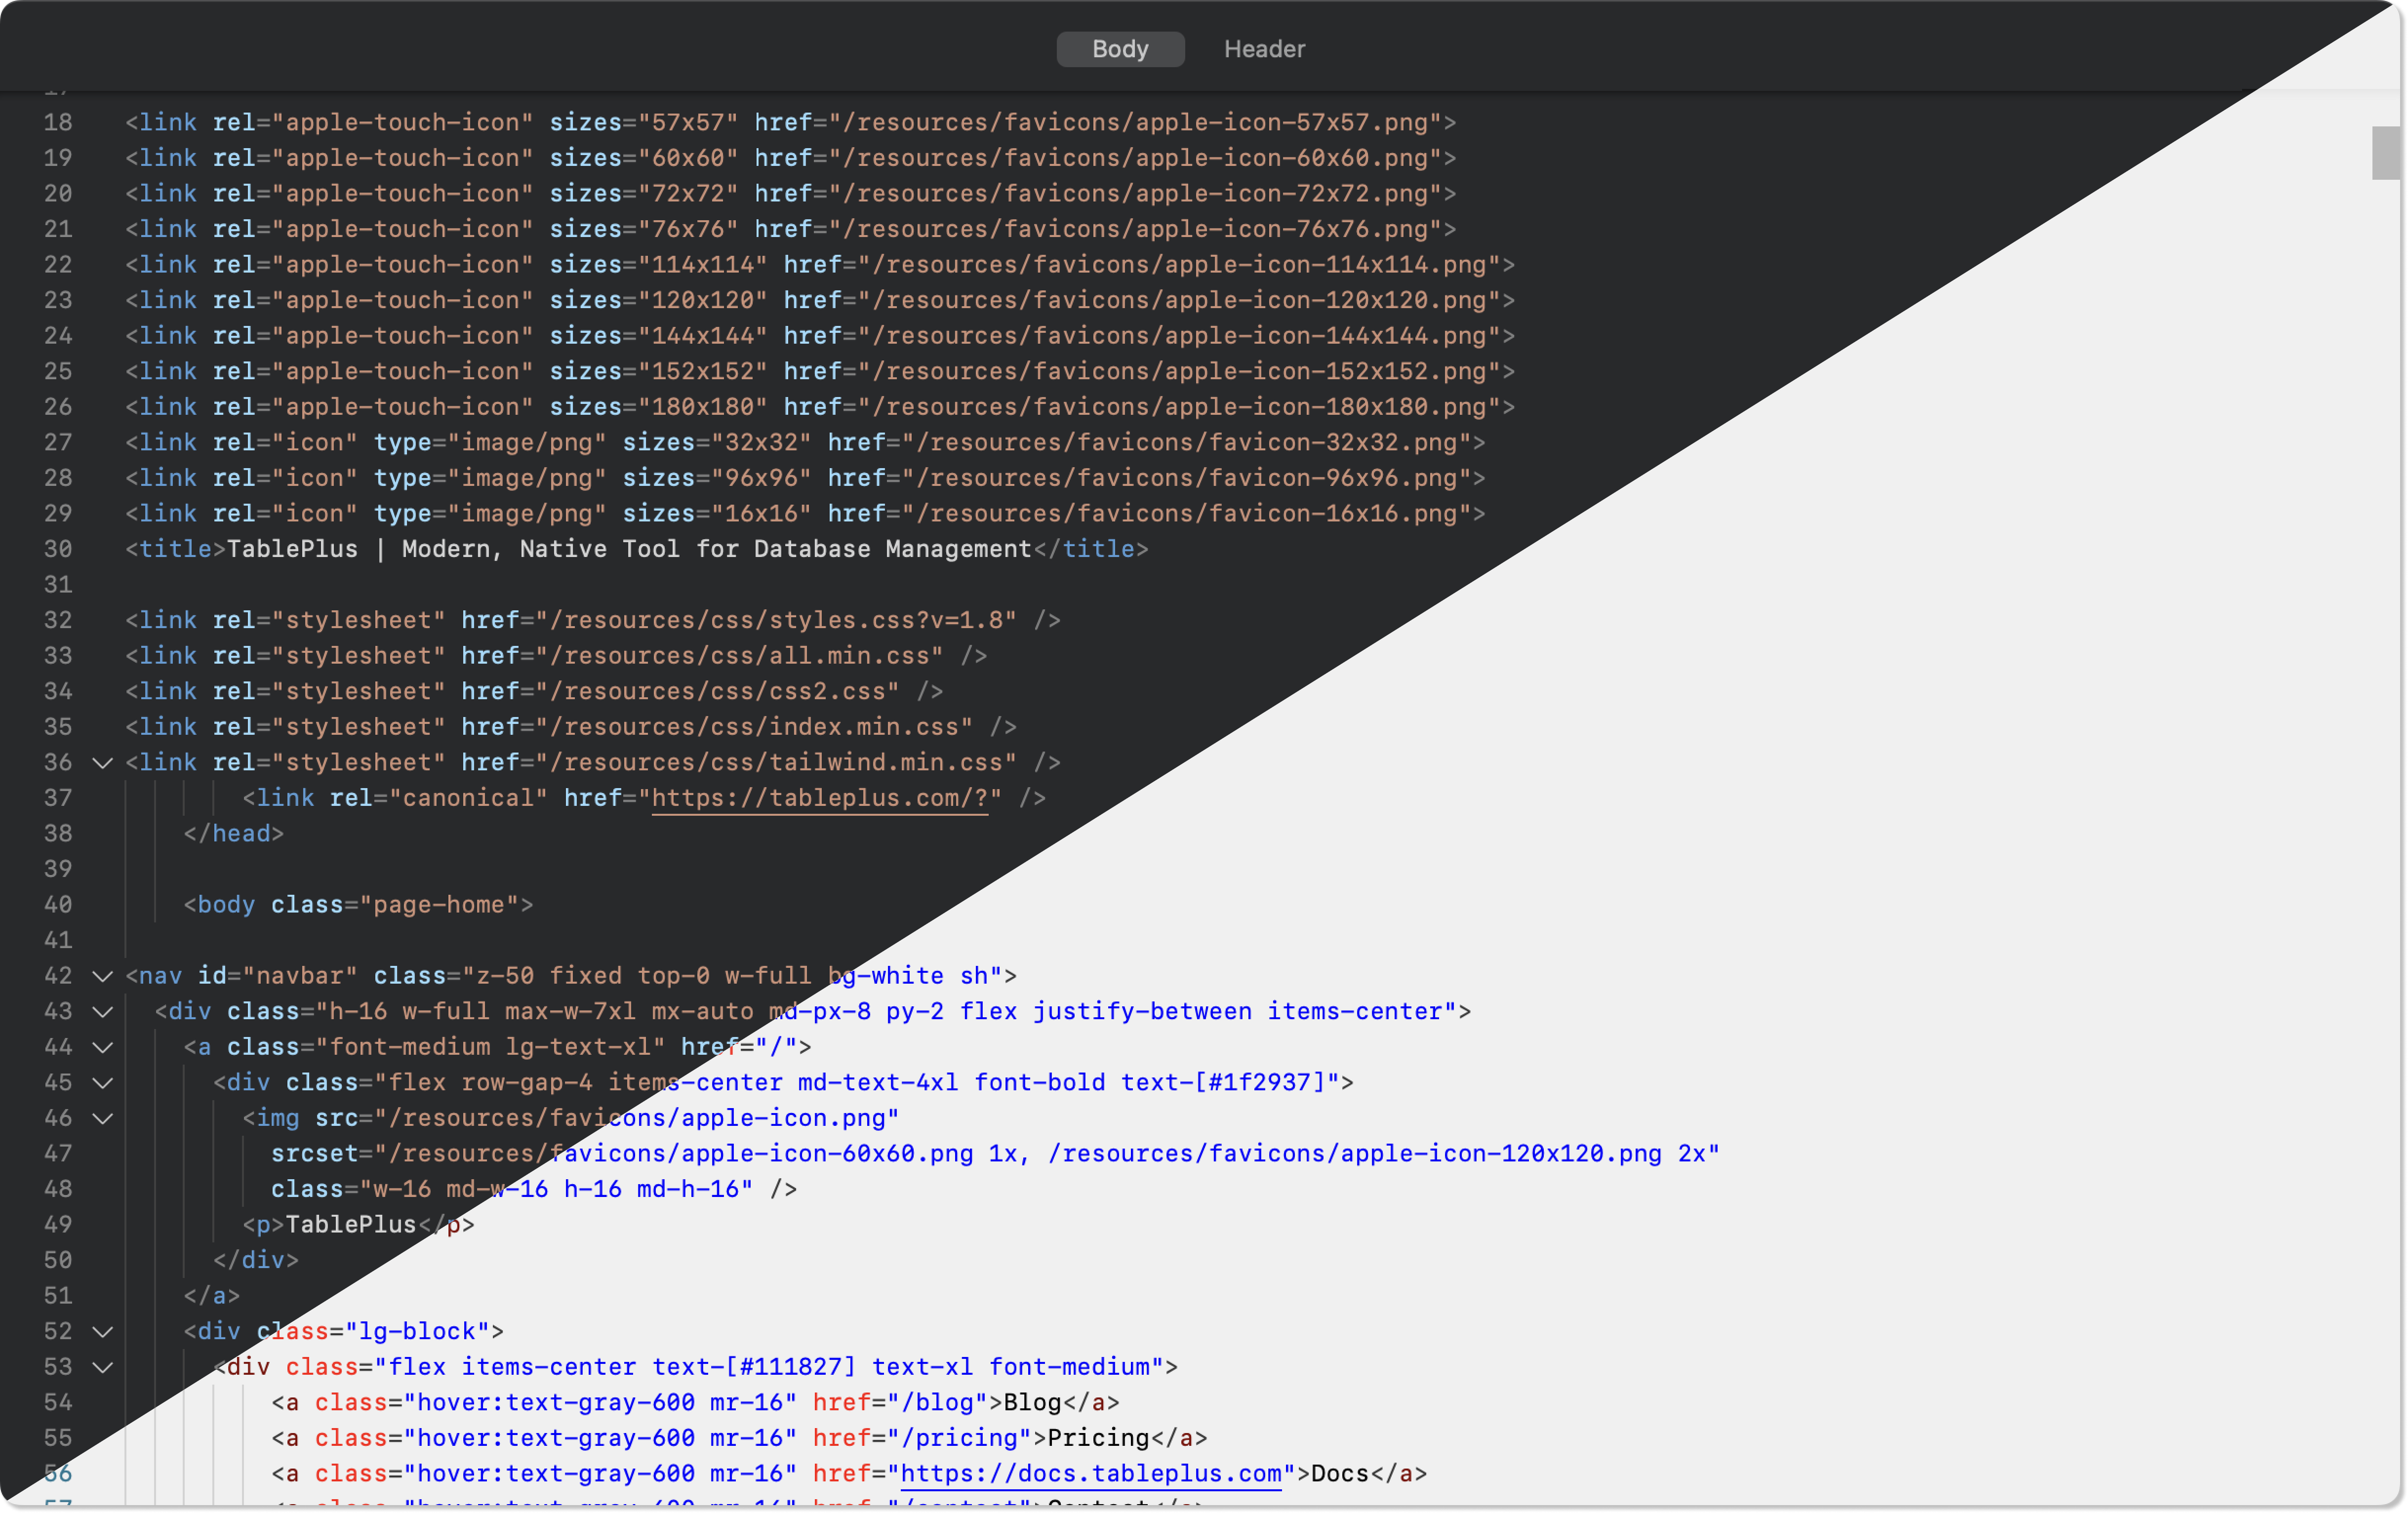 Body Header
18 <link rel="apple-touch-icon" sizes="57x57" href="/resources/favicons/apple-icon-57x57.png">
19 <link rel="apple-touch-icon" sizes="60x60" href="/resources/favicons/apple-icon-60x60.png">
20 <link rel="apple-touch-icon" sizes="72x72" href="/resources/favicons/apple-icon-72x72.png">
21 <link rel="apple-touch-icon" sizes="76x76" href="/resources/favicons/apple-icon-76x76.png">
22 <link rel="apple-touch-icon" sizes="114x114" href="/resources/favicons/apple-icon-114x114.png">
23 <link rel="apple-touch-icon" sizes="120x120" href="/resources/favicons/apple-icon-120x120.png">
24 <link rel="apple-touch-icon" sizes="144x144" href="/resources/favicons/apple-icon-144x144.png">
25 <link rel="apple-touch-icon" sizes="152x152" href="/resources/favicons/apple-icon-152x152.png">
26 <link rel="apple-touch-icon" sizes="180x180" href="/resources/favicons/apple-icon-180x180.png">
27 <link rel="icon" type="image/png" sizes="32x32" href="/resources/favicons/favicon-32x32.png">
28 <link rel="icon" type="image/png" sizes="96x96" href="/resources/favicons/favicon-96x96.png">
29 <link rel="icon" type="image/png" sizes="16x16" href="/resources/favicons/favicon-16x16.png">
30 <title>TablePlus | Modern, Native Tool for Database Management</title>
31
32 <link rel="stylesheet" href="/resources/css/styles.css?v=1.8" />
33 <link rel="stylesheet" href="/resources/css/all.min.css" />
34 <link rel="stylesheet" href="/resources/css/css2.css" />
35 <link rel="stylesheet" href="/resources/css/index.min.css" />
36 <link rel="stylesheet" href="/resources/css/tailwind.min.css" />
37 <link rel="canonical" href="https://tableplus.com/?" />
38 </head>
39
40 <body class="page-home">
41
42 <nav id="navbar" class="z-50 fixed top-0 w-full bg-white sh">
43 <div class="h-16 w-full max-w-7xl mx-auto md-px-8 py-2 flex justify-between items-center">
44 <a class="font-medium lg-text-xl" href="/">
45 <div class="flex row-gap-4 items-center md-text-4xl font-bold text-[#1f2937]">
46 <img src="/resources/favicons/apple-icon.png"
47 srcset="/resources/favicons/apple-icon-60x60.png 1x, /resources/favicons/apple-icon-120x120.png 2x"
48 class="w-16 md-w-16 h-16 md-h-16" />
49 <p>TablePlus</p>
50 </div>
51 </a>
52 <div class="lg-block">
53 <div class="flex items-center text-[#111827] text-xl font-medium">
54 <a class="hover:text-gray-600 mr-16" href="/blog">Blog</a>
55 <a class="hover:text-gray-600 mr-16" href="/pricing">Pricing</a>
56 <a class="hover:text-gray-600 mr-16" href="https://docs.tableplus.com">Docs</a>